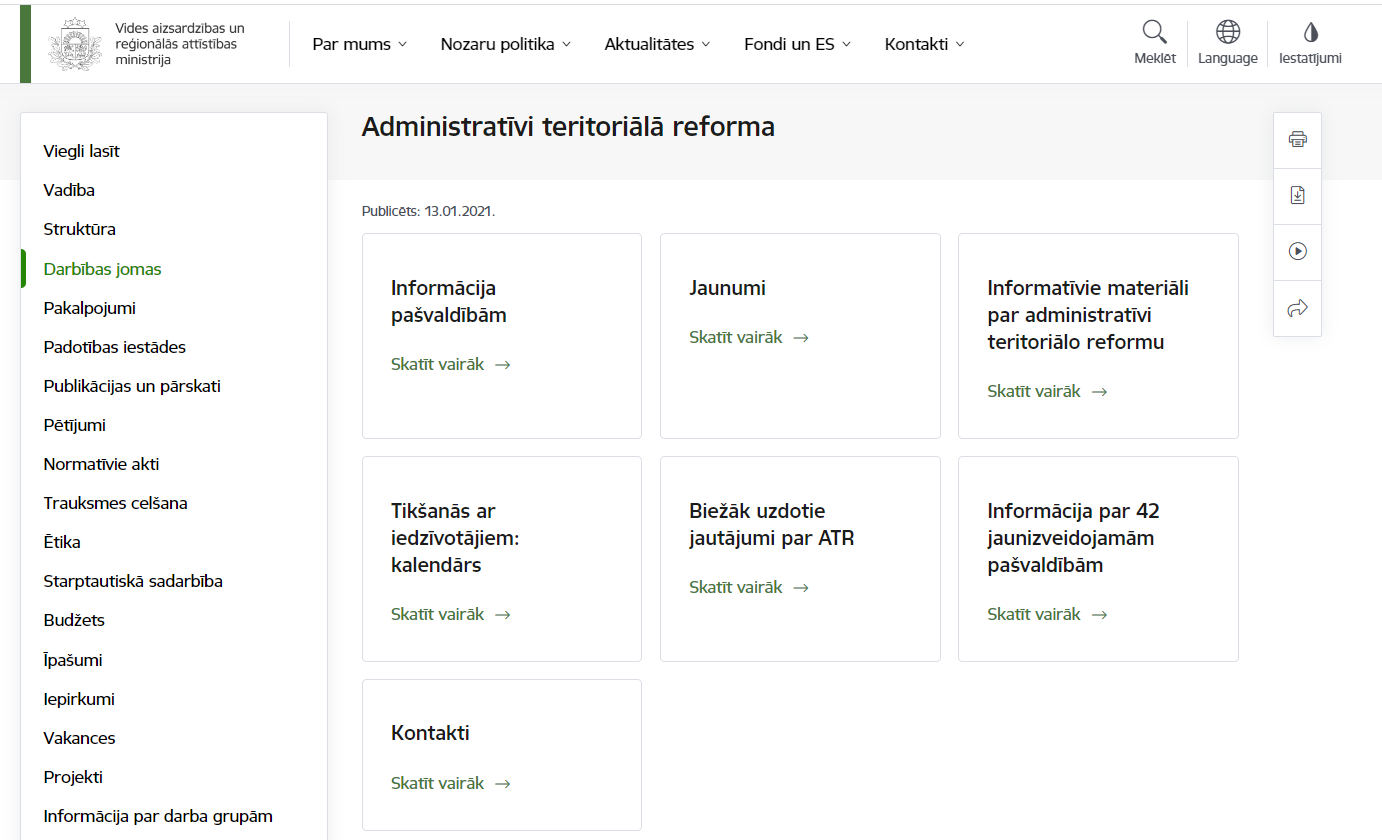 Vides aizsardzības un
reģionālās attīstības
ministrija
Par mums
Nozaru politika
Aktualitātes
Fondi un ES
Kontakti
Meklēt
Language
Iestatījumi
Viegli lasīt
Vadība
Struktūra
Darbības jomas
Pakalpojumi
Padotības iestādes
Publikācijas un pārskati
Pētījumi
Normatīvie akti
Trauksmes celšana
Ētika
Starptautiskā sadarbība
Budžets
Īpašumi
Iepirkumi
Vakances
Projekti
Informācija par darba grupām
Administratīvi teritoriālā reforma
Publicēts: 13.01.2021.
Informācija
pašvaldībām
Skatīt vairāk
Jaunumi
Skatīt vairāk
Informatīvie materiāli
par administratīvi
teritoriālo reformu
Skatīt vairāk
Tikšanās ar
iedzīvotājiem:
kalendārs
Skatīt vairāk
Biežāk uzdotie
jautājumi par ATR
Skatīt vairāk
Informācija par 42
jaunizveidojamām
pašvaldībām
Skatīt vairāk
Kontakti
Skatīt vairāk